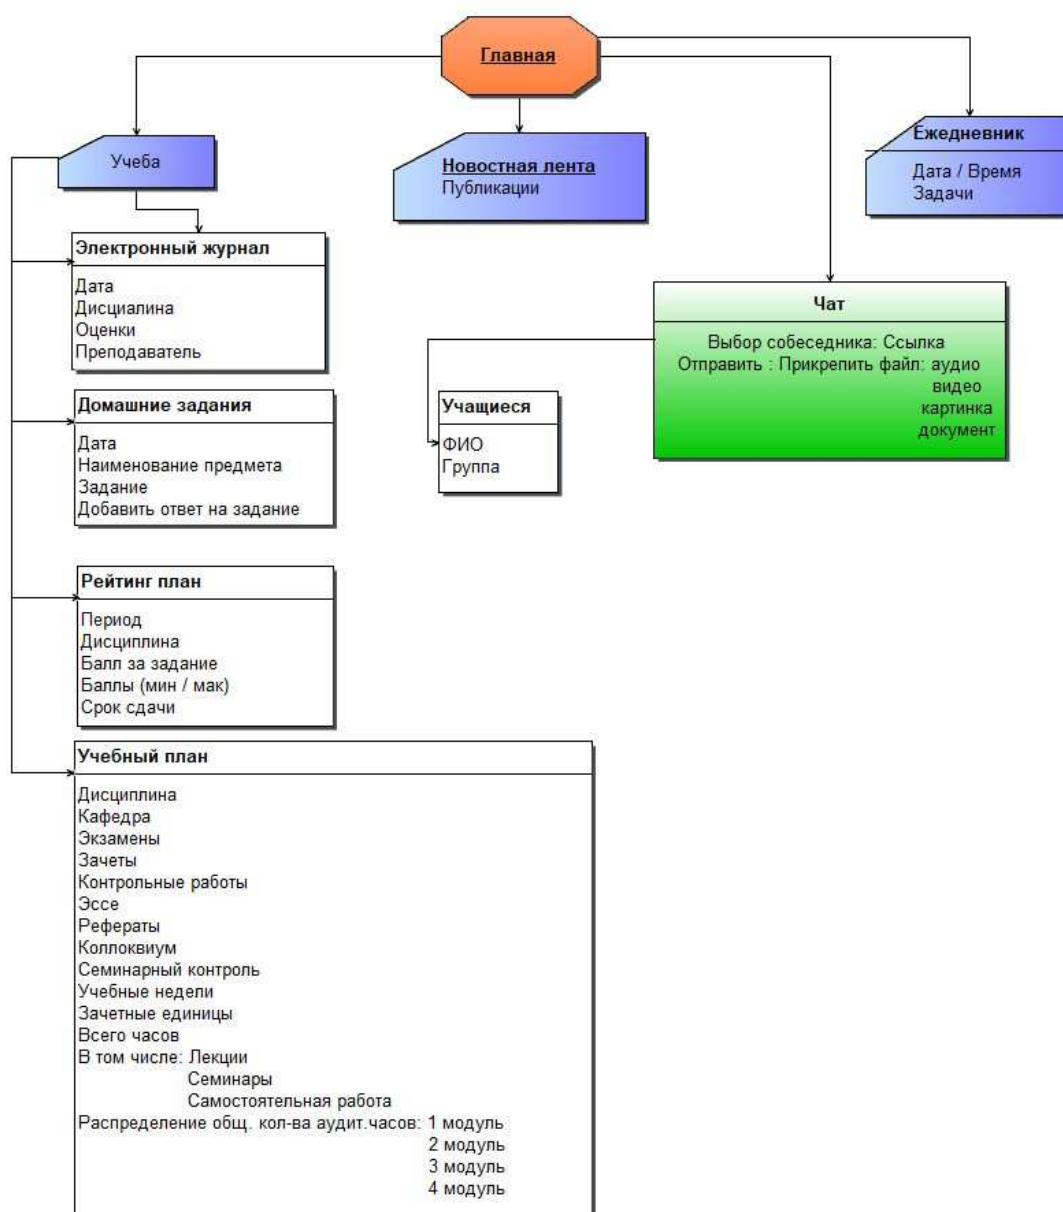 Главная
Учеба
Новостная лента
Публикации
Ежедневник
Дата / Время
Задачи
Электронный журнал
Дата
Дисциалина
Оценки
Преподаватель
Чат
Выбор собеседника: Ссылка
Отправить : Прикрепить файл: аудио
видео
картинка
документ
Учащиеся
ФИО
Группа
Домашние задания
Дата
Наименование предмета
Задание
Добавить ответ на задание
Рейтинг план
Период
Дисциплина
Балл за задание
Баллы (мин / мак)
Срок сдачи
Учебный план
Дисциплина
Кафедра
Экзамены
Зачеты
Контрольные работы
Эссе
Рефераты
Коллоквиум
Семинарный контроль
Учебные недели
Зачетные единицы
Всего часов
В том числе: Лекции
Семинары
Самостоятельная работа
Распределение общ. кол-ва аудит.часов: 1 модуль
2 модуль
3 модуль
4 модуль